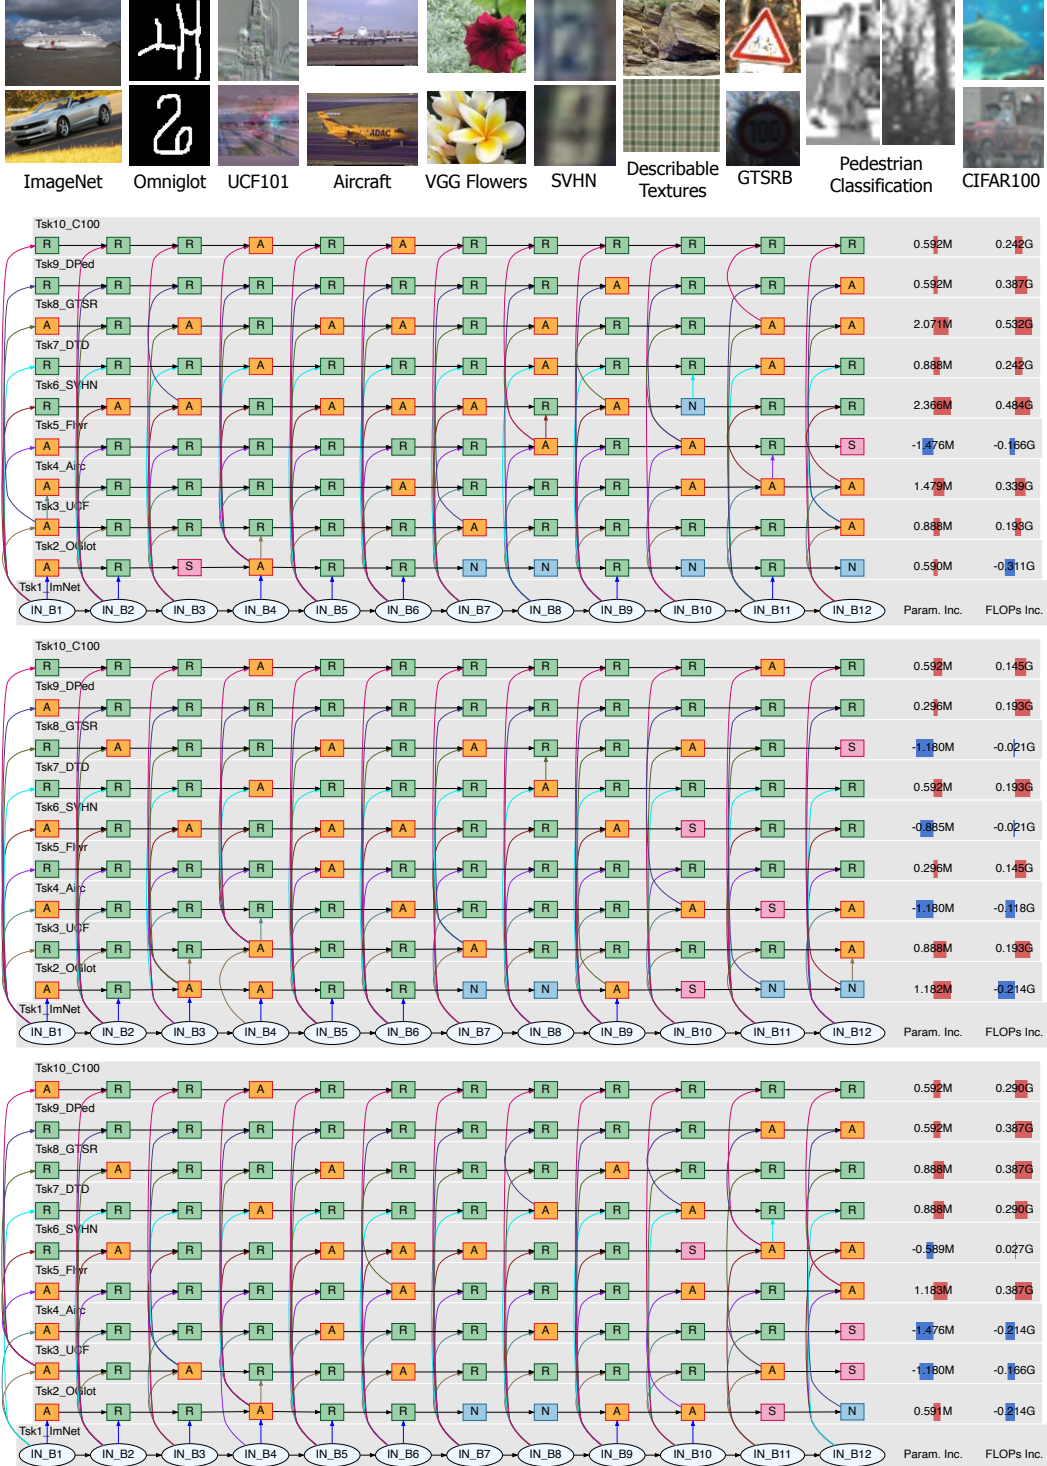 ADAC
100
ImageNet Omniglot UCF101 Aircraft VGG Flowers SVHN Describable Textures GTSRB Pedestrian Classification CIFAR100
Tsk10_C100
R R R A R A R R R R R R 0.592M 0.242G
Tsk9_DPed
R R R R R R R R A R R A 0.592M 0.387G
Tsk8_GTSR
A R A R A A R A R R A A 2.071M 0.532G
Tsk7_DTD
R R R A R R R A R R A R 0.888M 0.242G
Tsk6_SVHN
R A A R A A A R A N R R 2.366M 0.484G
Tsk5_Flwr
A R R R R R R A R A R S -1.476M -0.166G
Tsk4_Airc
A R R R R A R R R A A A 1.479M 0.339G
Tsk3_UCF
A R R R R R A R R R R A 0.888M 0.193G
Tsk2_OGlot
A R S A R R N N R N R N 0.590M -0.311G
Tsk1_ImNet
IN_B1 IN_B2 IN_B3 IN_B4 IN_B5 IN_B6 IN_B7 IN_B8 IN_B9 IN_B10 IN_B11 IN_B12 Param. Inc. FLOPs Inc.
Tsk10_C100
R R R A R R R R R R A R 0.592M 0.145G
Tsk9_DPed
A R R R R R R R R R R R 0.296M 0.193G
Tsk8_GTSR
R A R R A R A R R A R S -1.180M -0.021G
Tsk7_DTD
R R R A R R R A R R R R 0.592M 0.193G
Tsk6_SVHN
A R A R A A R R A S R R -0.885M -0.021G
Tsk5_Flwr
R R R R A R R R R R R R 0.296M 0.145G
Tsk4_Airc
A R R R R A R R R A S A -1.180M -0.118G
Tsk3_UCF
R R R A R R A R R R R A 0.888M 0.193G
Tsk2_OGlot
A R A A R R N N A S N N 1.182M -0.214G
Tsk1_ImNet
IN_B1 IN_B2 IN_B3 IN_B4 IN_B5 IN_B6 IN_B7 IN_B8 IN_B9 IN_B10 IN_B11 IN_B12 Param. Inc. FLOPs Inc.
Tsk10_C100
A R R A R R R R R R R R 0.592M 0.290G
Tsk9_DPed
R R R R R R R R R R A A 0.592M 0.387G
Tsk8_GTSR
R A R R A R R R A R R R 0.888M 0.387G
Tsk7_DTD
R R R A R R R A R A R R 0.888M 0.290G
Tsk6_SVHN
R A R R A A A R R S A A -0.589M 0.027G
Tsk5_Flwr
A R R R R A R R R A R A 1.183M 0.387G
Tsk4_Airc
A R R R A R R A R R R S -1.476M -0.214G
Tsk3_UCF
A R A R R A R R R R A S -1.180M -0.166G
Tsk2_OGlot
A R R A R R N N A A S N 0.591M -0.214G
Tsk1_ImNet
IN_B1 IN_B2 IN_B3 IN_B4 IN_B5 IN_B6 IN_B7 IN_B8 IN_B9 IN_B10 IN_B11 IN_B12 Param. Inc. FLOPs Inc.